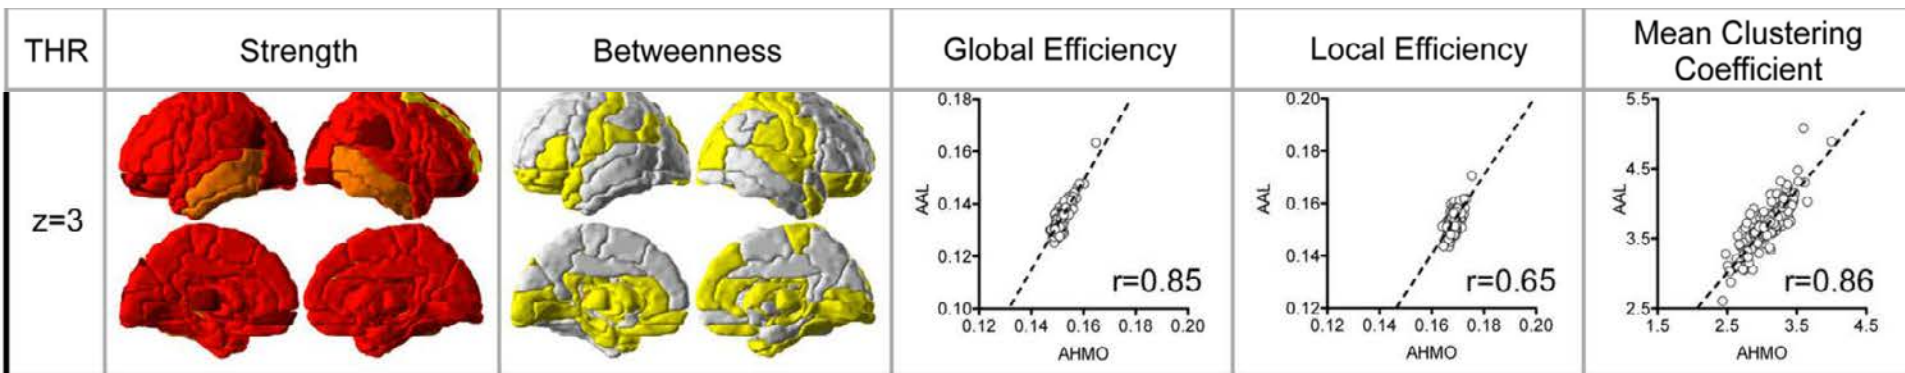 THR
Strength
Betweenness
Global Efficiency
Local Efficiency
Mean Clustering
Coefficient
z=3
0.18
0.16
0.14
0.12
0.10
AAL
0.12 0.14 0.16 0.18 0.20
AHMO
r=0.85
0.20
0.18
0.16
0.14
0.12
AAL
0.12 0.14 0.16 0.18 0.20
AHMO
r=0.65
5.5
4.5
3.5
2.5
AAL
1.5 2.5 3.5 4.5
AHMO
r=0.86